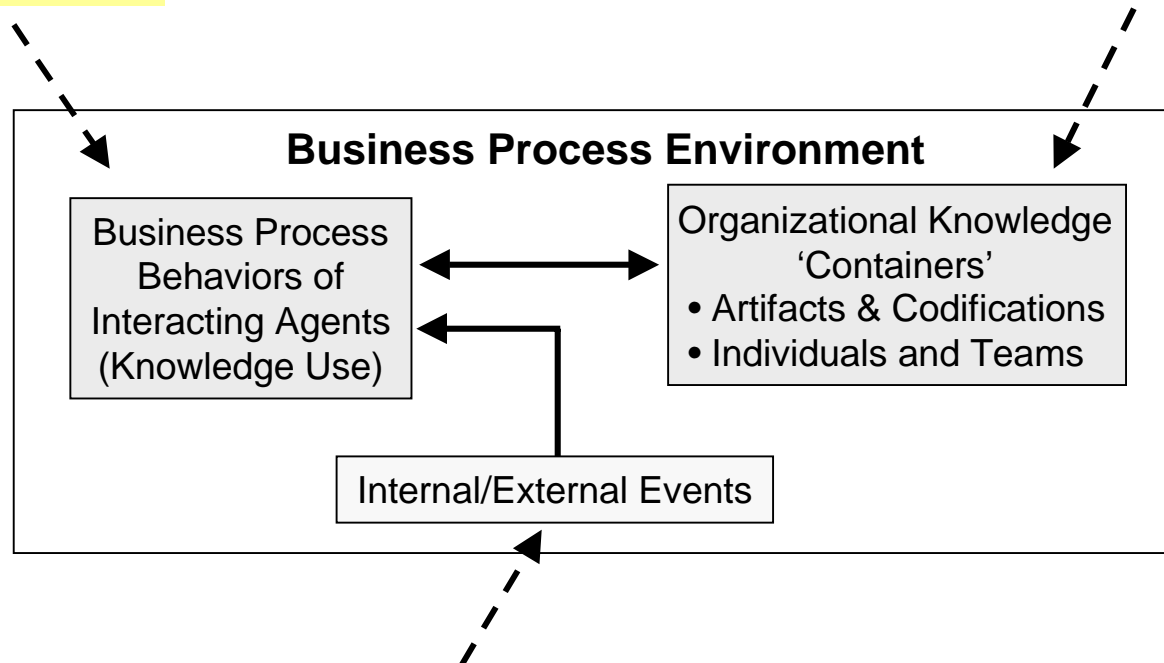 Business Process Environment
Business Process
Behaviors of
Interacting Agents
(Knowledge Use)
Organizational Knowledge
‘Containers’
• Artifacts & Codifications
• Individuals and Teams
Internal/External Events